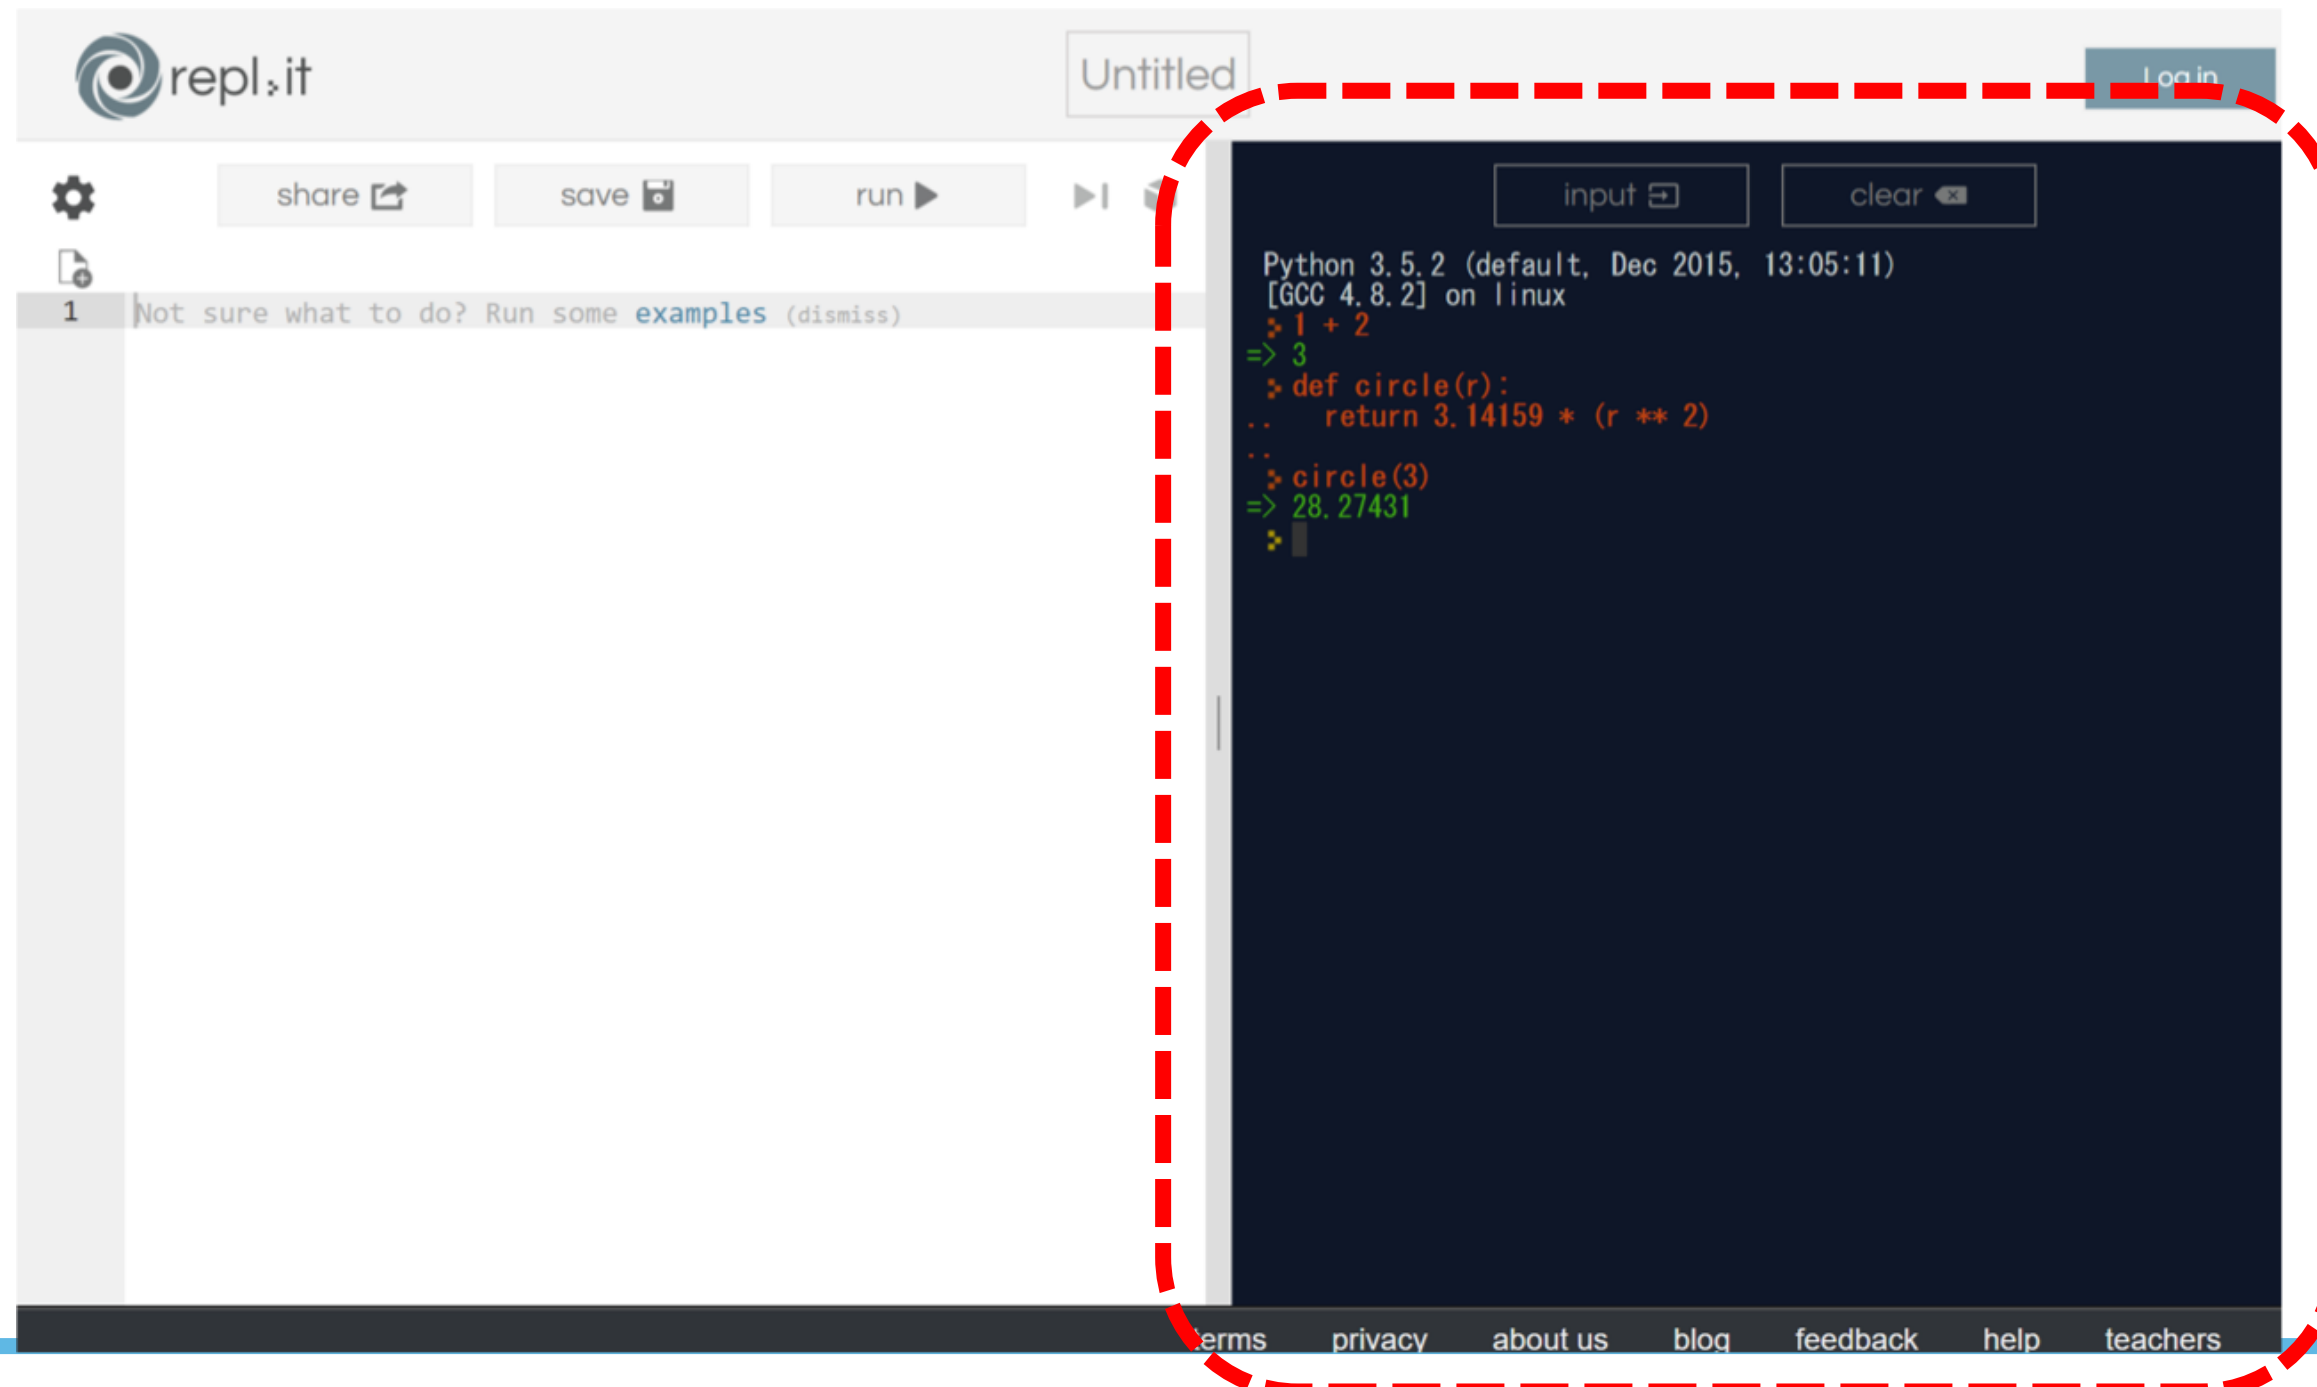 repl.it
Untitled
Log in
share
save
run
input
clear
1 Not sure what to do? Run some examples (dismiss)
Python 3.5.2 (default, Dec 2015, 13:05:11)
[GCC 4.8.2] on linux
1 + 2
=> 3
def circle(r):
..   return 3.14159 * (r ** 2)
..
circle(3)
=> 28.27431
terms privacy about us blog feedback help teachers